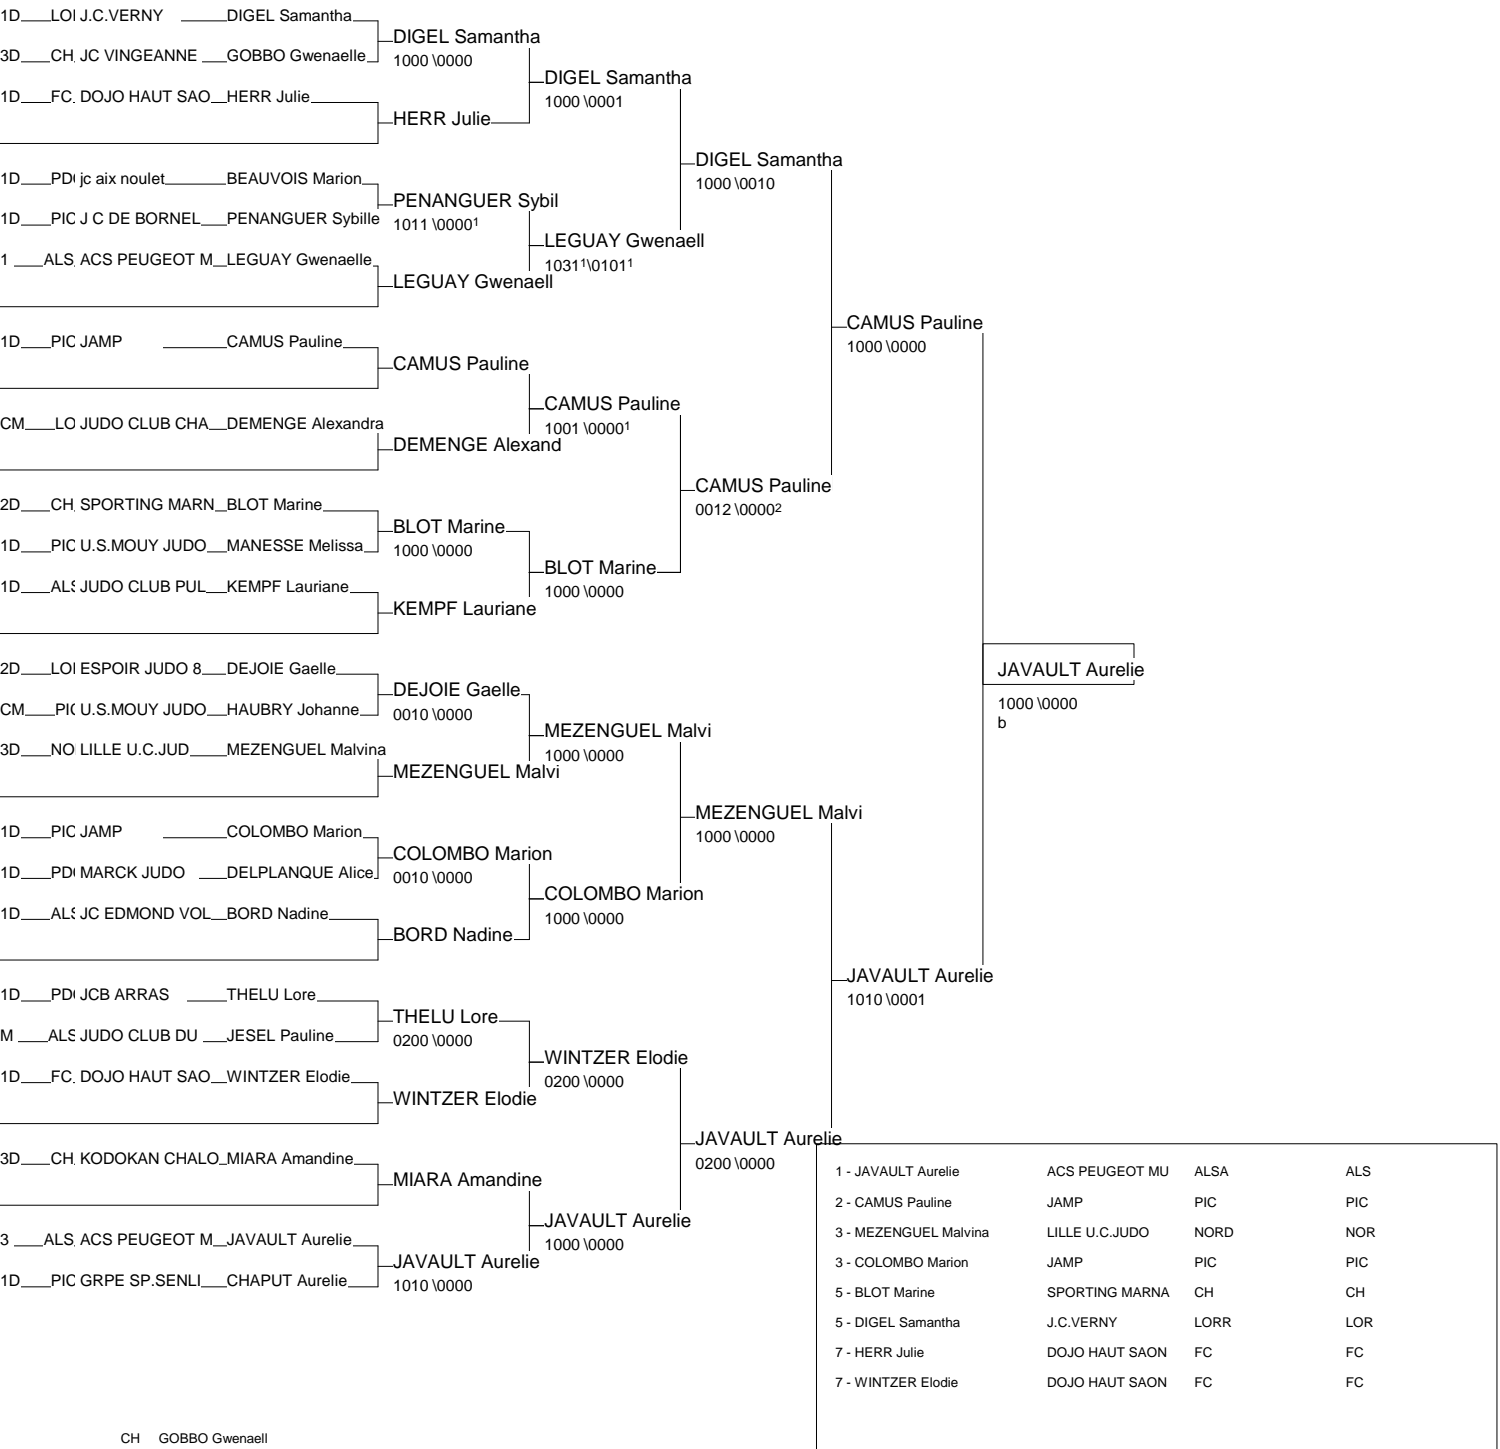 1D LOI J.C.VERNY DIGEL Samantha
DIGEL Samantha
3D CH JC VINGEANNE GOBBO Gwenaelle
1000 \0000
DIGEL Samantha
1D FC DOJO HAUT SAO HERR Julie
1000 \0001
HERR Julie
DIGEL Samantha
1D PD jc aix noulet BEAUVOIS Marion
1000 \0010
PENANGUER Sybil
1D PIC J C DE BORNEL PENANGUER Sybille
1011 \0000¹
LEGUAY Gwenaell
1 ALS ACS PEUGEOT M LEGUAY Gwenaelle
1031¹\0101¹
LEGUAY Gwenaell
CAMUS Pauline
1D PIC JAMP CAMUS Pauline
1000 \0000
CAMUS Pauline
CAMUS Pauline
CM LO JUDO CLUB CHA DEMENGE Alexandra
1001 \0000¹
DEMENGE Alexand
CAMUS Pauline
2D CH SPORTING MARN BLOT Marine
0012 \0000²
BLOT Marine
1D PIC U.S.MOUY JUDO MANESSE Melissa
1000 \0000
BLOT Marine
1D ALS JUDO CLUB PUL KEMPF Lauriane
1000 \0000
KEMPF Lauriane
2D LOI ESPOIR JUDO 8 DEJOIE Gaelle
JAVAULT Aurelie
DEJOIE Gaelle
1000 \0000
CM PIC U.S.MOUY JUDO HAUBRY Johanne
0010 \0000
b
MEZENGUEL Malvi
3D NO LILLE U.C.JUD MEZENGUEL Malvina
1000 \0000
MEZENGUEL Malvi
MEZENGUEL Malvi
1D PIC JAMP COLOMBO Marion
1000 \0000
COLOMBO Marion
1D PD MARCK JUDO DELPLANQUE Alice
0010 \0000
COLOMBO Marion
1D ALS JC EDMOND VOL BORD Nadine
1000 \0000
BORD Nadine
JAVAULT Aurelie
1D PD JCB ARRAS THELU Lore
1010 \0001
THELU Lore
M ALS JUDO CLUB DU JESEL Pauline
0200 \0000
WINTZER Elodie
1D FC DOJO HAUT SAO WINTZER Elodie
0200 \0000
WINTZER Elodie
JAVAULT Aurelie
3D CH KODOKAN CHALO MIARA Amandine
0200 \0000
MIARA Amandine
JAVAULT Aurelie
3 ALS ACS PEUGEOT M JAVAULT Aurelie
1000 \0000
JAVAULT Aurelie
1D PIC GRPE SP.SENLI CHAPUT Aurelie
1010 \0000
1 - JAVAULT Aurelie ACS PEUGEOT MU ALSA ALS
2 - CAMUS Pauline JAMP PIC PIC
3 - MEZENGUEL Malvina LILLE U.C.JUDO NORD NOR
3 - COLOMBO Marion JAMP PIC PIC
5 - BLOT Marine SPORTING MARNA CH CH
5 - DIGEL Samantha J.C.VERNY LORR LOR
7 - HERR Julie DOJO HAUT SAON FC FC
7 - WINTZER Elodie DOJO HAUT SAON FC FC
CH GOBBO Gwenaell